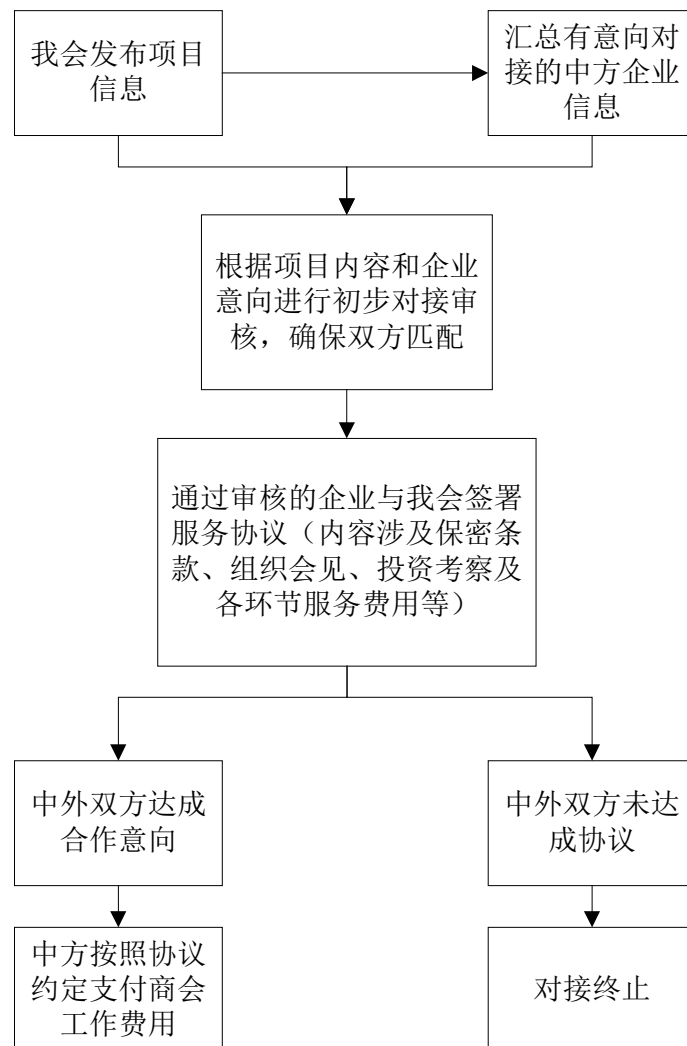 我会发布项目
信息
汇总有意向对
接的中方企业
信息
根据项目内容和企业
意向进行初步对接审
核，确保双方匹配
通过审核的企业与我会签署
服务协议（内容涉及保密条
款、组织会见、投资考察及
各环节服务费用等）
中外双方达成
合作意向
中外双方未达
成协议
中方按照协议
约定支付商会
工作费用
对接终止